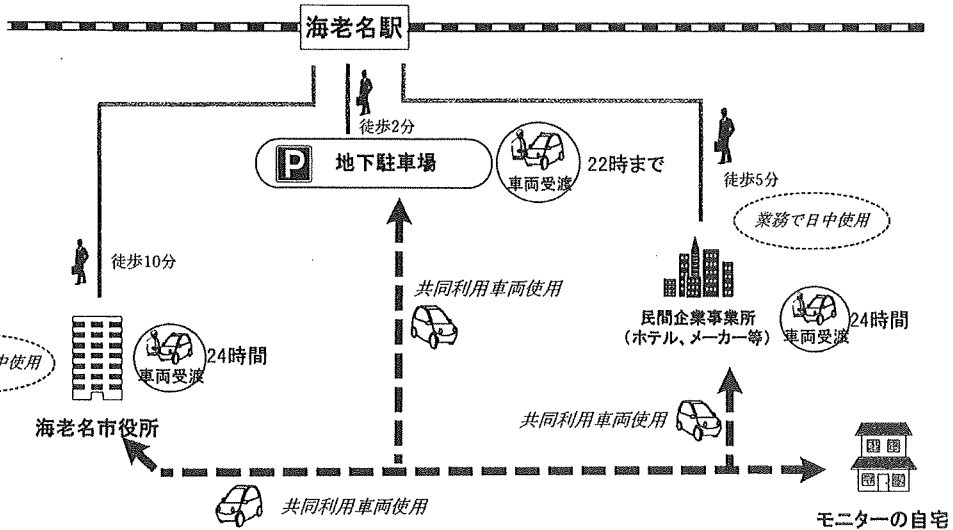 海老名駅
徒歩2分
P 地下駐車場
車両受渡
22時まで
徒歩5分
業務で日中使用
徒歩10分
共同利用車両使用
民間企業事業所
(ホテル、メーカー等)
車両受渡
24時間
中使用
車両受渡
24時間
海老名市役所
共同利用車両使用
共同利用車両使用
モニターの自宅